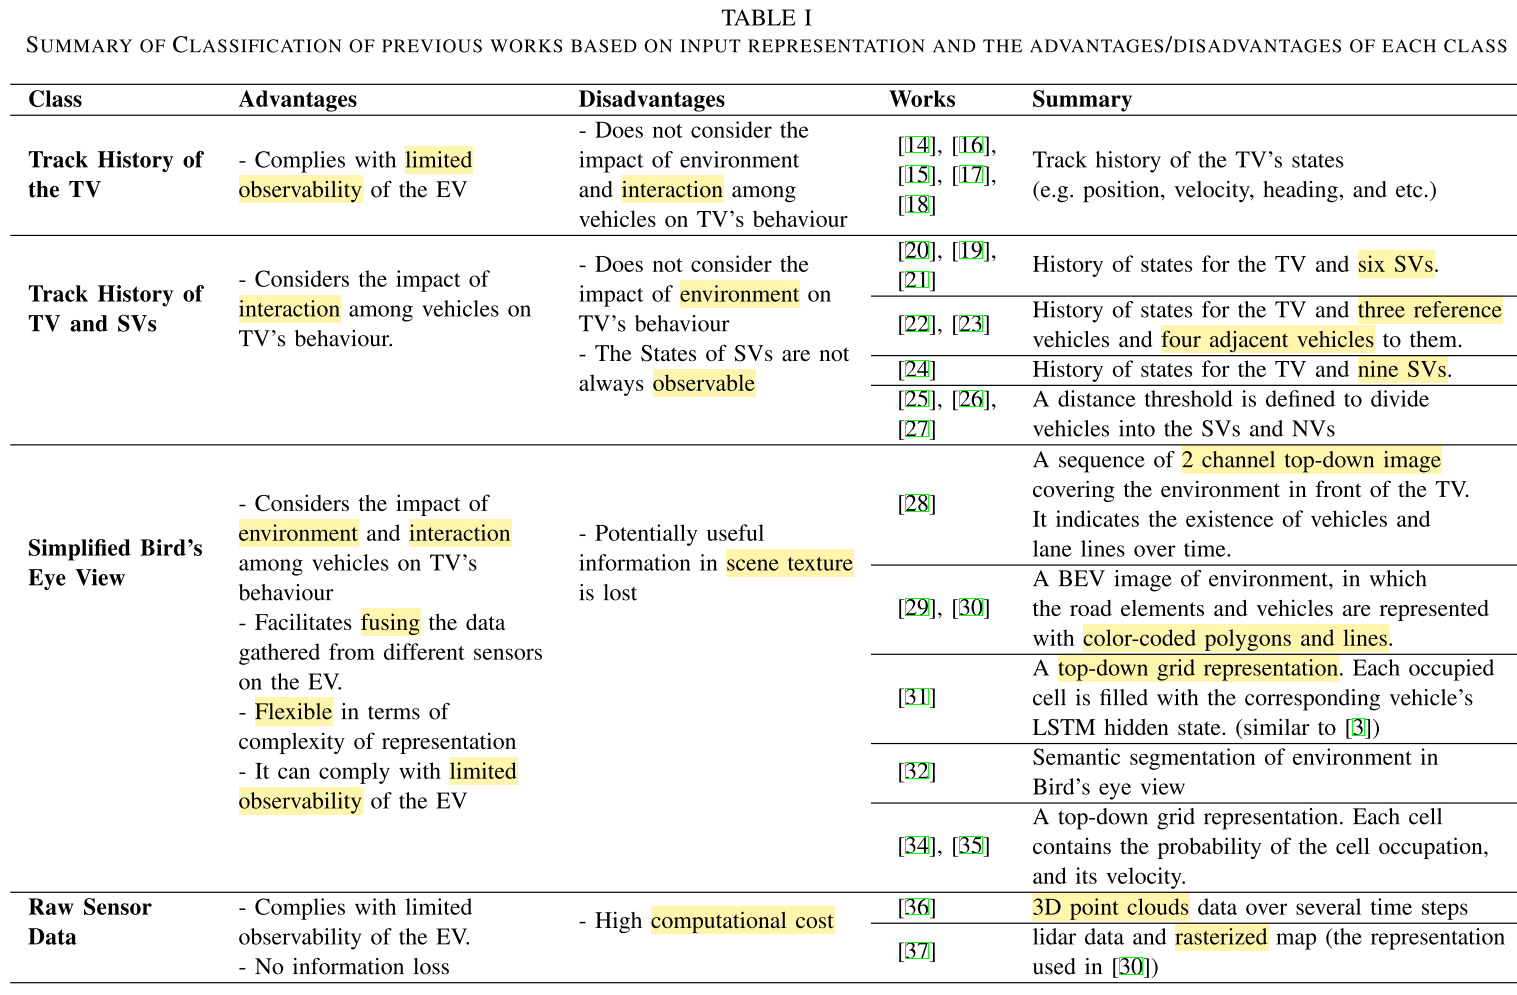 TABLE I
SUMMARY OF CLASSIFICATION OF PREVIOUS WORKS BASED ON INPUT REPRESENTATION AND THE ADVANTAGES/DISADVANTAGES OF EACH CLASS
Class Advantages Disadvantages Works Summary
Track History of
the TV
- Complies with limited
observability of the EV
- Does not consider the
impact of environment
and interaction among
vehicles on TV's behaviour
[14], [16],
[15], [17],
[18]
Track history of the TV's states
(e.g. position, velocity, heading, and etc.)
Track History of
TV and SVs
- Considers the impact of
interaction among vehicles on
TV's behaviour.
- Does not consider the
impact of environment on
TV's behaviour
- The States of SVs are not
always observable
[20], [19],
[21]
History of states for the TV and six SVs.
[22], [23]
History of states for the TV and three reference
vehicles and four adjacent vehicles to them.
[24]
History of states for the TV and nine SVs.
[25], [26],
[27]
A distance threshold is defined to divide
vehicles into the SVs and NVs
Simplified Bird's
Eye View
- Considers the impact of
environment and interaction
among vehicles on TV's
behaviour
- Facilitates fusing the data
gathered from different sensors
on the EV.
- Flexible in terms of
complexity of representation
- It can comply with limited
observability of the EV
- Potentially useful
information in scene texture
is lost
[28]
A sequence of 2 channel top-down image
covering the environment in front of the TV.
It indicates the existence of vehicles and
lane lines over time.
[29], [30]
A BEV image of environment, in which
the road elements and vehicles are represented
with color-coded polygons and lines.
[31]
A top-down grid representation. Each occupied
cell is filled with the corresponding vehicle's
LSTM hidden state. (similar to [3])
[32]
Semantic segmentation of environment in
Bird's eye view
[34], [35]
A top-down grid representation. Each cell
contains the probability of the cell occupation,
and its velocity.
Raw Sensor
Data
- Complies with limited
observability of the EV.
- No information loss
- High computational cost
[36]
3D point clouds data over several time steps
[37]
lidar data and rasterized map (the representation
used in [30])